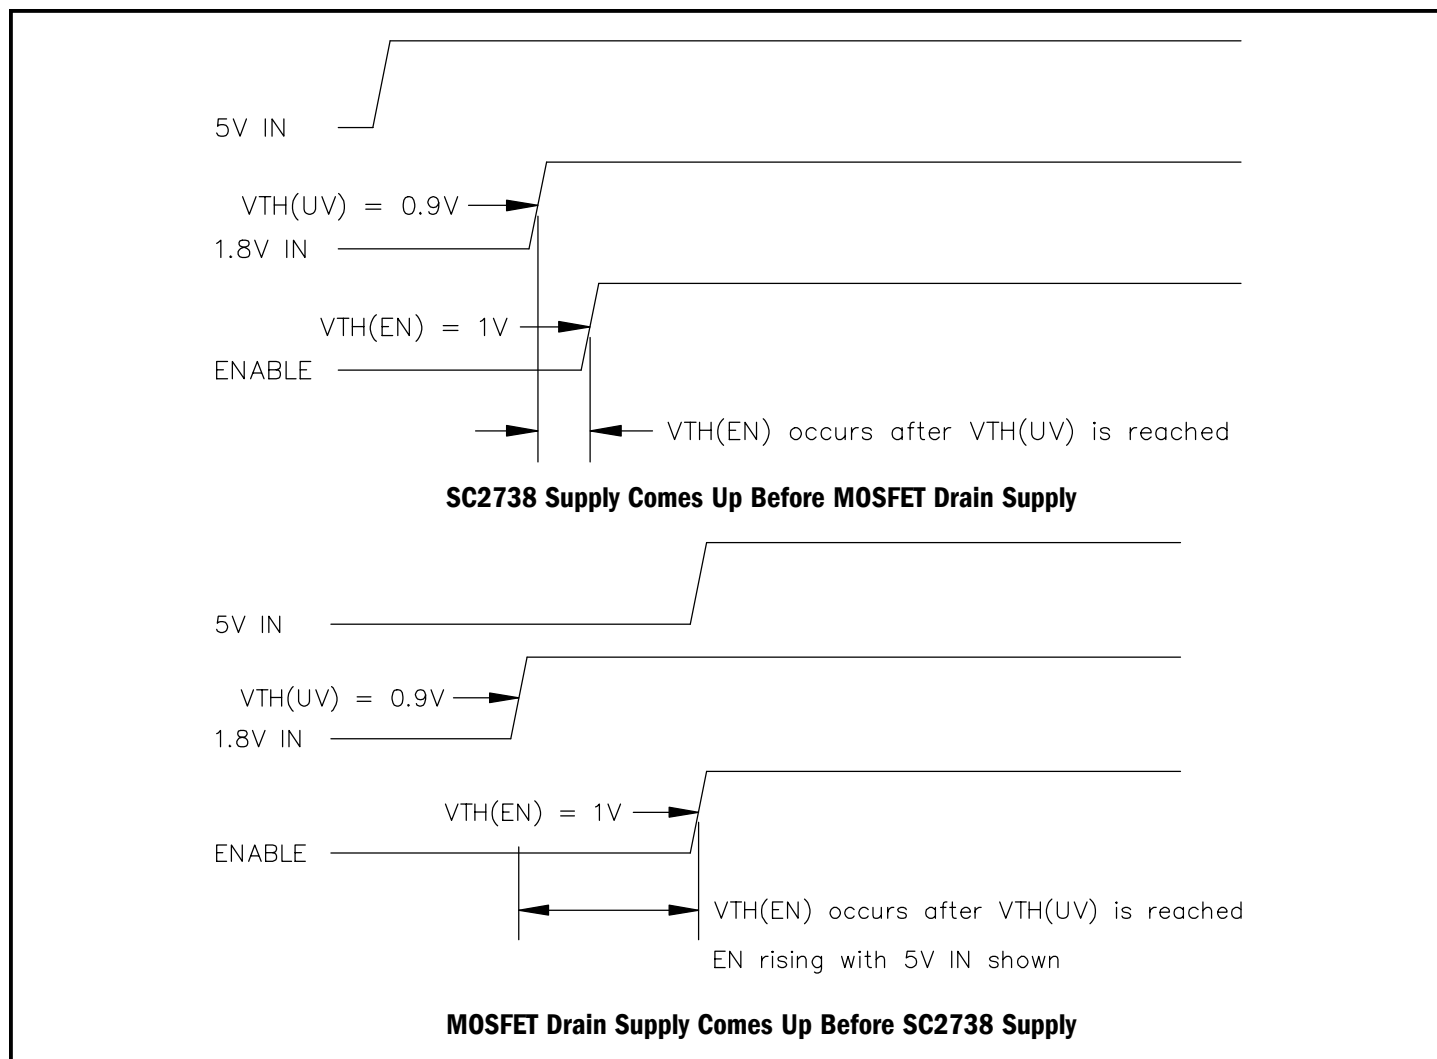 5V IN
VTH(UV) = 0.9V
1.8V IN
VTH(EN) = 1V
ENABLE
VTH(EN) occurs after VTH(UV) is reached
SC2738 Supply Comes Up Before MOSFET Drain Supply
5V IN
VTH(UV) = 0.9V
1.8V IN
VTH(EN) = 1V
ENABLE
VTH(EN) occurs after VTH(UV) is reached
EN rising with 5V IN shown
MOSFET Drain Supply Comes Up Before SC2738 Supply